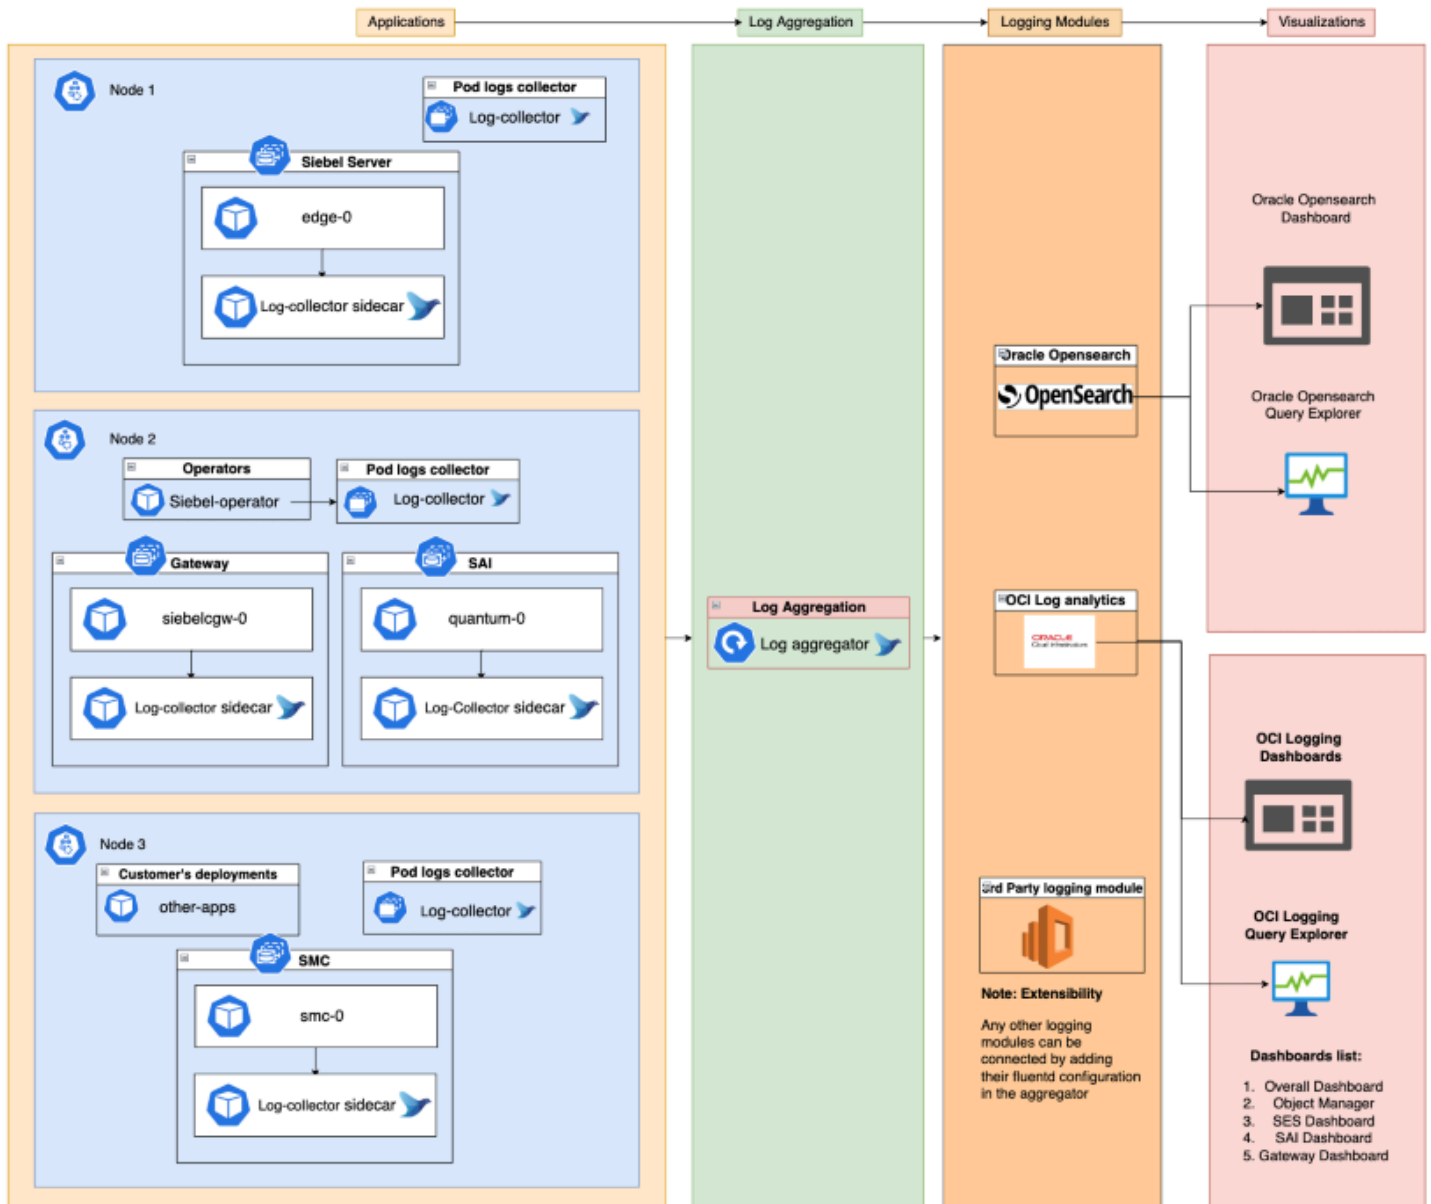 Applications
Log Aggregation
Logging Modules
Visualizations
Node 1
Pod logs collector
Log-collector
Siebel Server
edge-0
Log-collector sidecar
Node 2
Operators
Siebel-operator
Pod logs collector
Log-collector
Gateway
siebelcgw-0
Log-collector sidecar
SAI
quantum-0
Log-Collector sidecar
Node 3
Customer's deployments
other-apps
Pod logs collector
Log-collector
SMC
smc-0
Log-collector sidecar
Log Aggregation
Log aggregator
Oracle Opensearch
OpenSearch
OCI Log analytics
ORACLE
Cloud Infrastructure
3rd Party logging module
Note: Extensibility
Any other logging
modules can be
connected by adding
their fluentd configuration
in the aggregator
Oracle Opensearch
Dashboard
Oracle Opensearch
Query Explorer
OCI Logging
Dashboards
OCI Logging
Query Explorer
Dashboards list:
1. Overall Dashboard
2. Object Manager
3. SES Dashboard
4. SAI Dashboard
5. Gateway Dashboard